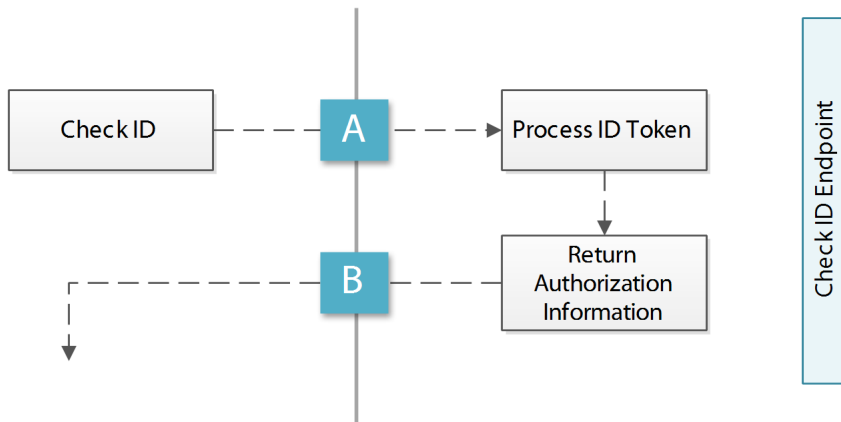 Check ID
A
Process ID Token
B
Return
Authorization
Information
Check ID Endpoint